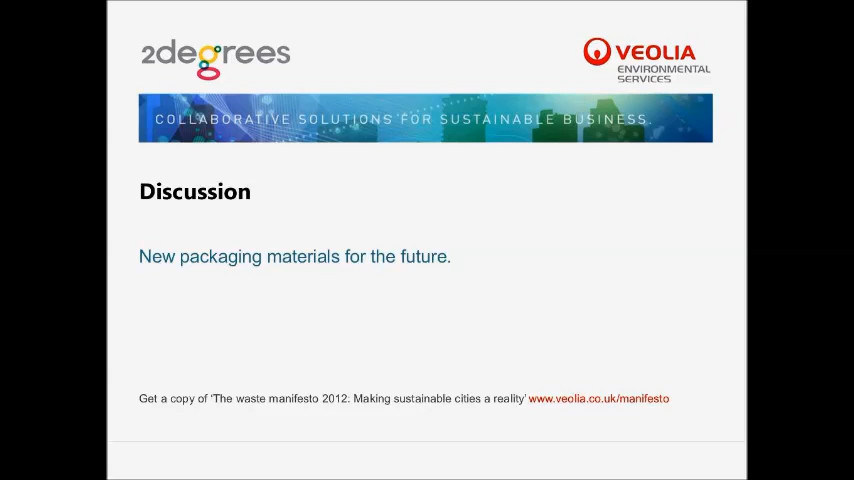 2degrees
VEOLIA
ENVIRONMENTAL
SERVICES
COLLABORATIVE SOLUTIONS FOR SUSTAINABLE BUSINESS.
Discussion
New packaging materials for the future.
Get a copy of 'The waste manifesto 2012: Making sustainable cities a reality' www.veolia.co.uk/manifesto